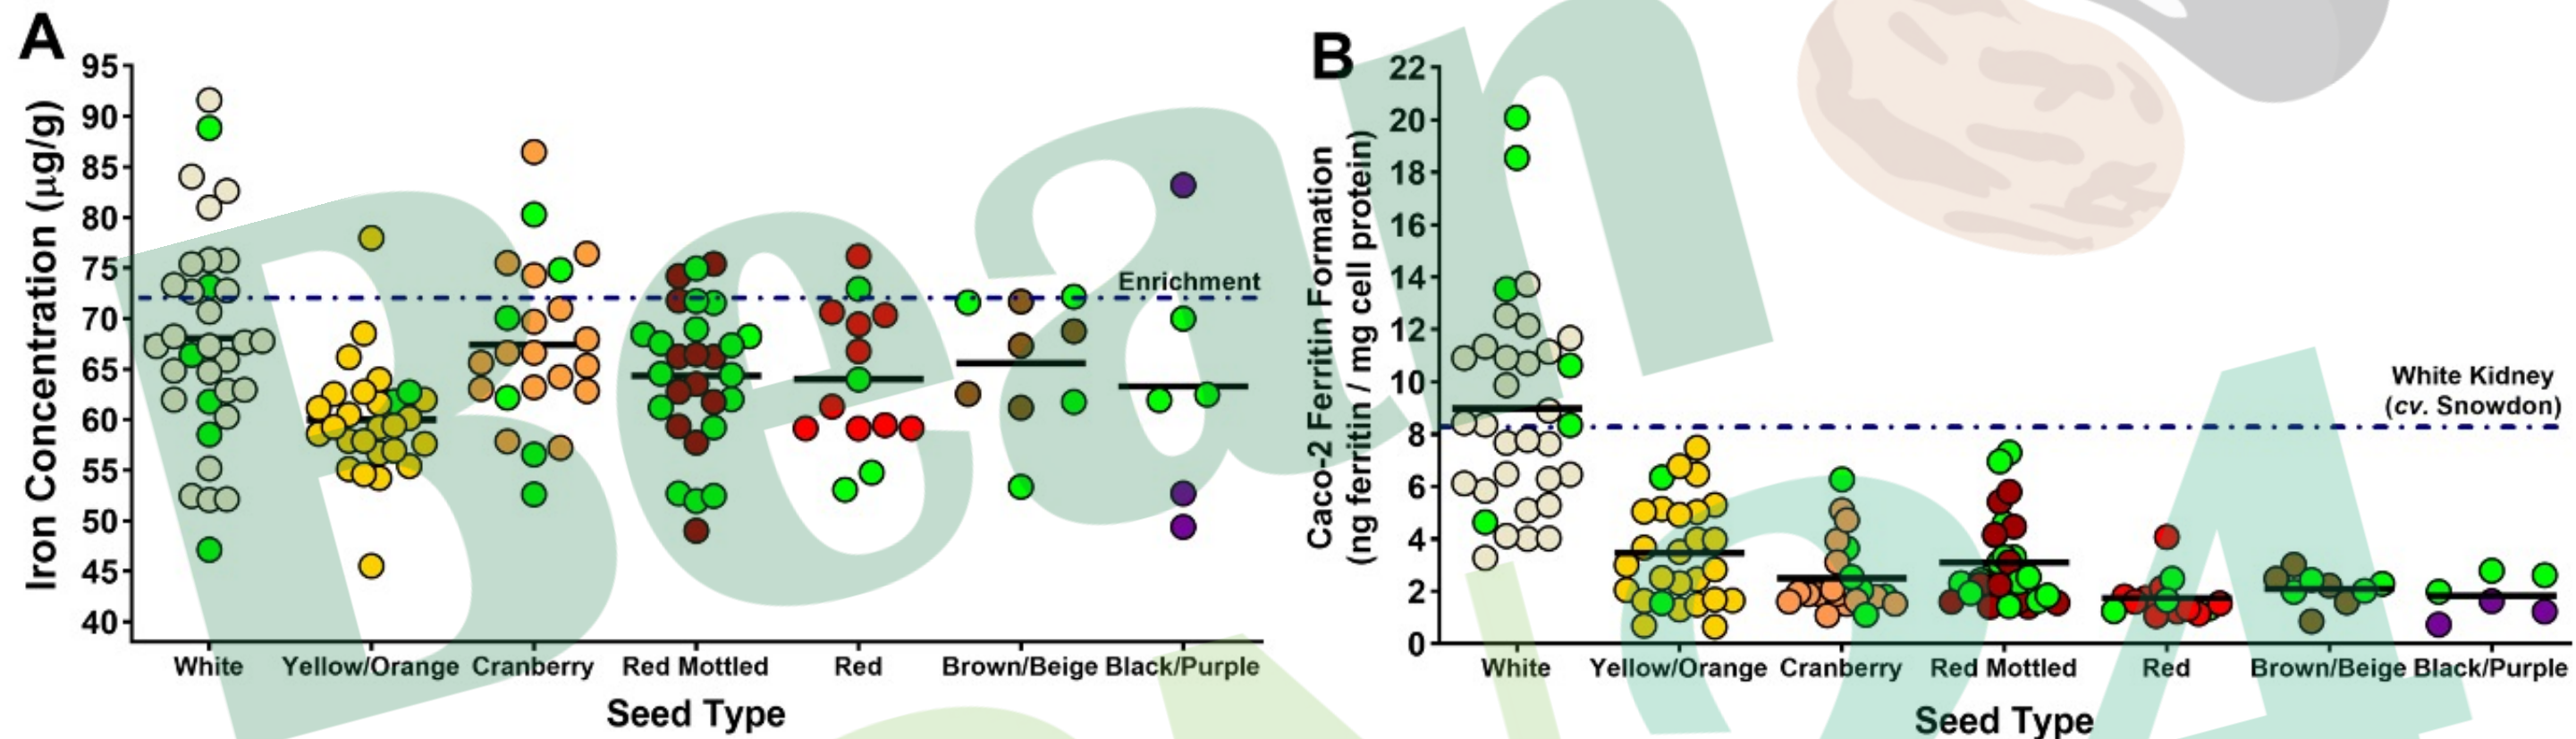 A
Iron Concentration (µg/g)
95
90
85
80
75
70
65
60
55
50
45
40
Enrichment
White Yellow/Orange Cranberry Red Mottled Red Brown/Beige Black/Purple
Seed Type
B
Caco-2 Ferritin Formation
(ng ferritin / mg cell protein)
22
20
18
16
14
12
10
8
6
4
2
0
White Kidney
(cv. Snowdon)
White Yellow/Orange Cranberry Red Mottled Red Brown/Beige Black/Purple
Seed Type
Bean